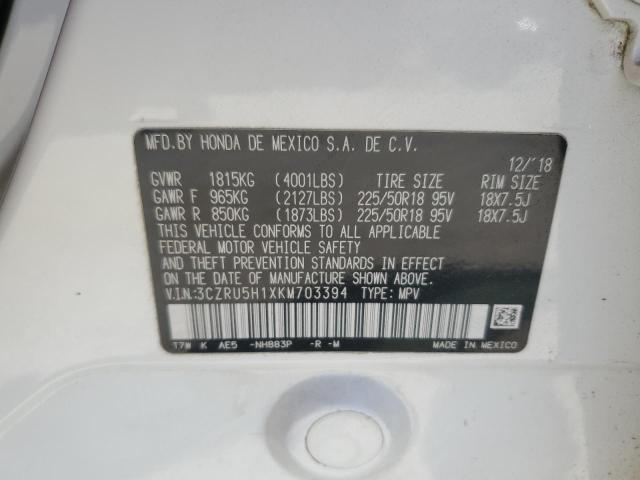 MFD.BY HONDA DE MEXICO S.A. DE C.V.
12/'18
GVWR 1815KG (4001LBS) TIRE SIZE RIM SIZE
GAWR F 965KG (2127LBS) 225/50R18 95V 18X7.5J
GAWR R 850KG (1873LBS) 225/50R18 95V 18X7.5J
THIS VEHICLE CONFORMS TO ALL APPLICABLE
FEDERAL MOTOR VEHICLE SAFETY
AND THEFT PREVENTION STANDARDS IN EFFECT
ON THE DATE OF MANUFACTURE SHOWN ABOVE.
V.I.N.:3CZRU5H1XKM703394 TYPE: MPV
T7W K AE5 -NH883P -R -M MADE IN MEXICO